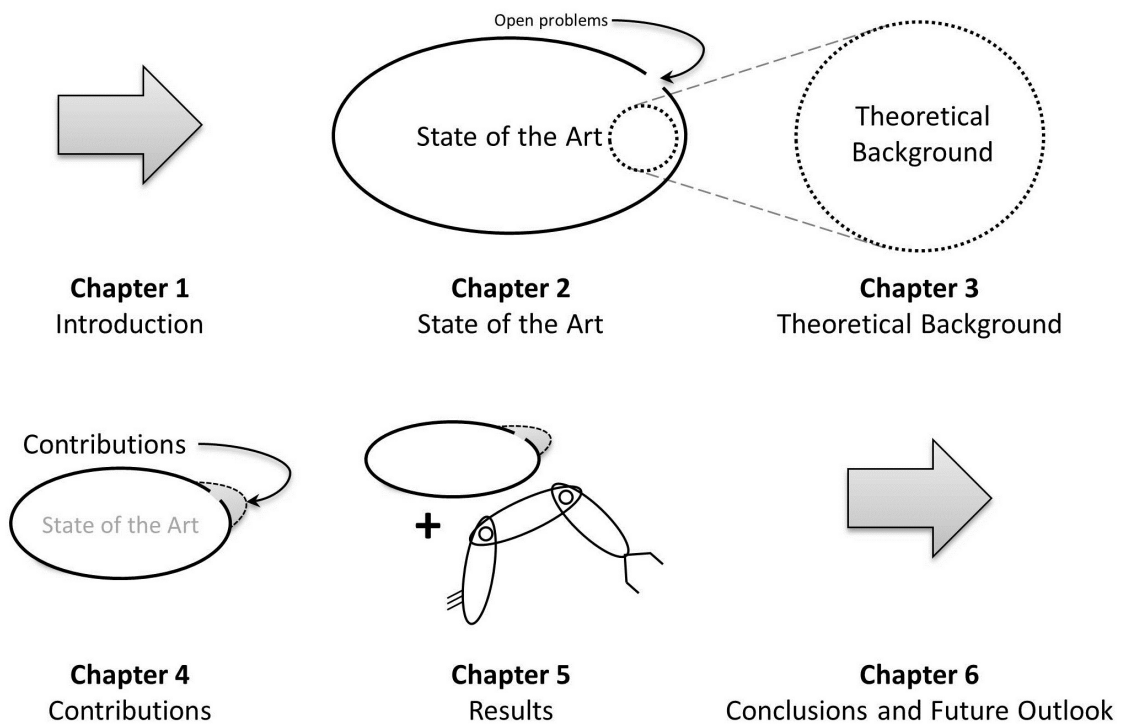 Open problems
State of the Art
Theoretical
Background
Chapter 1
Introduction
Chapter 2
State of the Art
Chapter 3
Theoretical Background
Contributions
State of the Art
+
Chapter 4
Contributions
Chapter 5
Results
Chapter 6
Conclusions and Future Outlook